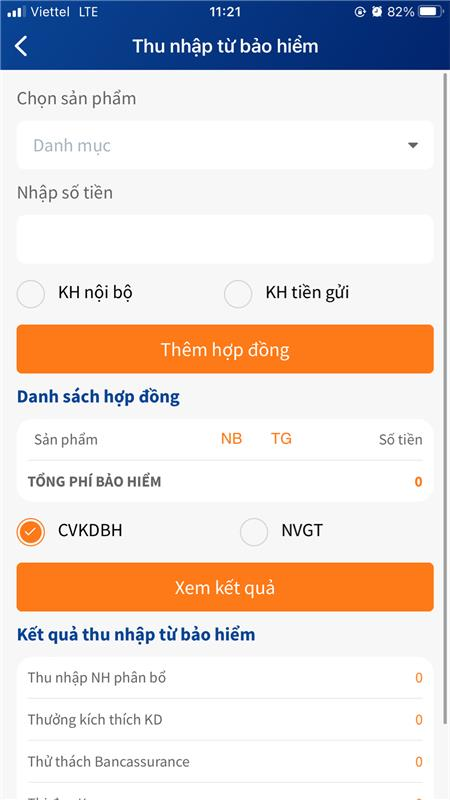 Viettel LTE 11:21 82%
Thu nhập từ bảo hiểm
Chọn sản phẩm
Danh mục
Nhập số tiền
KH nội bộ KH tiền gửi
Thêm hợp đồng
Danh sách hợp đồng
Sản phẩm NB TG Số tiền
TỔNG PHÍ BẢO HIỂM 0
CVKDBH NVGT
Xem kết quả
Kết quả thu nhập từ bảo hiểm
Thu nhập NH phân bổ 0
Thưởng kích thích KD 0
Thử thách Bancassurance 0